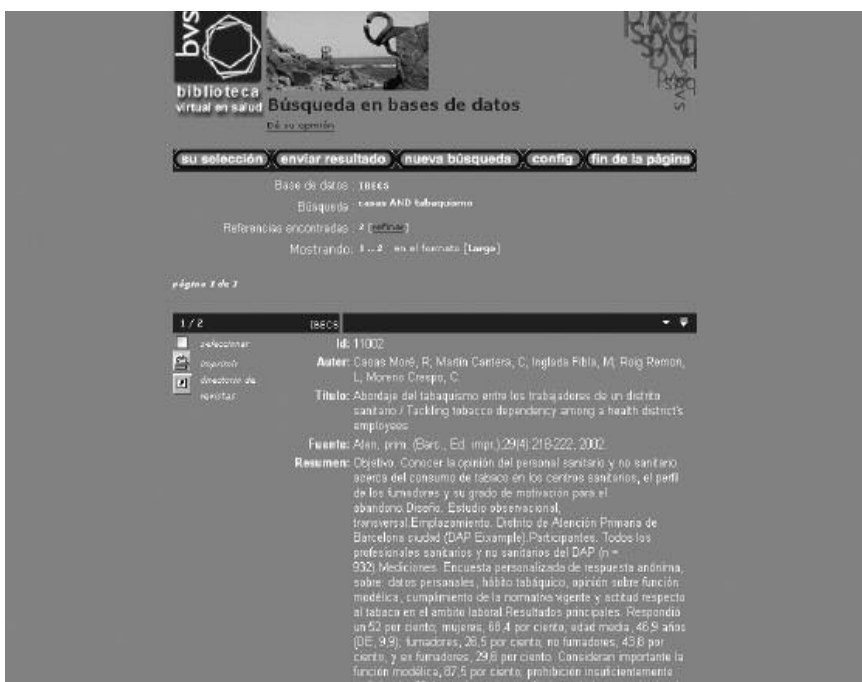 bvs
biblioteca
virtual en salud
Búsqueda en bases de datos
Dé su opinión
su selección enviar resultado nueva búsqueda config fin de la página
Base de datos : IBECS
Búsqueda : casas AND tabaquismo
Referencias encontradas : 2 [refinar]
Mostrando: 1 .. 2 en el formato [Largo]
página 1 de 1
1 / 2 IBECS
seleccionar
imprimir
directorio de
revistas
Id: 11002
Autor: Casas Moré, R; Martín Cantera, C; Inglada Fibla, M; Roig Remon,
L; Moreno Crespo, C
Título: Abordaje del tabaquismo entre los trabajadores de un distrito
sanitario / Tackling tobacco dependency among a health district's
employees
Fuente: Aten. prim. (Barc., Ed. impr.);29(4):218-222, 2002.
Resumen: Objetivo. Conocer la opinión del personal sanitario y no sanitario
acerca del consumo de tabaco en los centros sanitarios, el perfil
de los fumadores y su grado de motivación para el
abandono.Diseño. Estudio observacional,
transversal.Emplazamiento. Distrito de Atención Primaria de
Barcelona ciudad (DAP Eixample).Participantes. Todos los
profesionales sanitarios y no sanitarios del DAP (n =
932).Mediciones. Encuesta personalizada de respuesta anónima,
sobre: datos personales, hábito tabáquico, opinión sobre función
modélica, cumplimiento de la normativa vigente y actitud respecto
al tabaco en el ámbito laboral.Resultados principales. Respondió
un 52 por ciento; mujeres, 68,4 por ciento; edad media, 46,9 años
(DE, 9,9); fumadores, 26,5 por ciento; no fumadores, 43,8 por
ciento, y ex fumadores, 29,6 por ciento. Consideran importante la
función modélica, 87,5 por ciento; prohibición insuficientemente